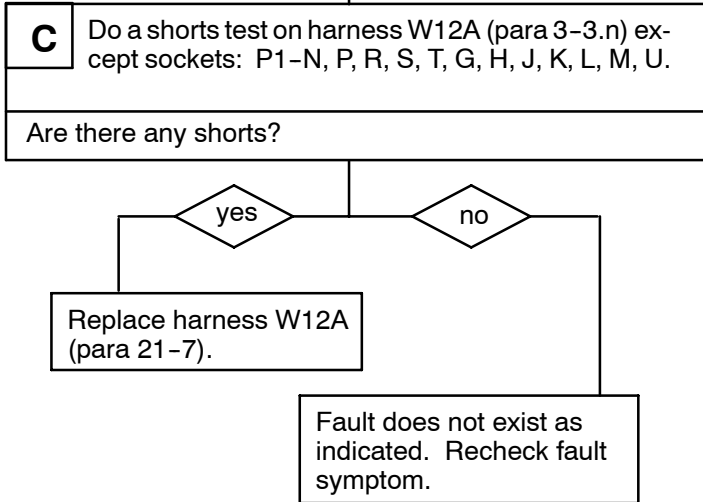 C
Do a shorts test on harness W12A (para 3-3.n) ex-
cept sockets: P1-N, P, R, S, T, G, H, J, K, L, M, U.
Are there any shorts?
yes
no
Replace harness W12A
(para 21-7).
Fault does not exist as
indicated. Recheck fault
symptom.